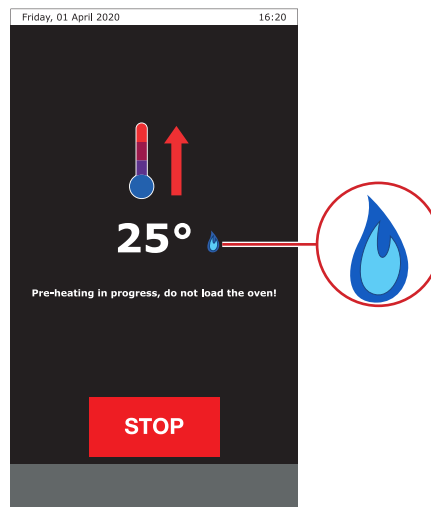 Friday, 01 April 2020 16:20
25°
Pre-heating in progress, do not load the oven!
STOP